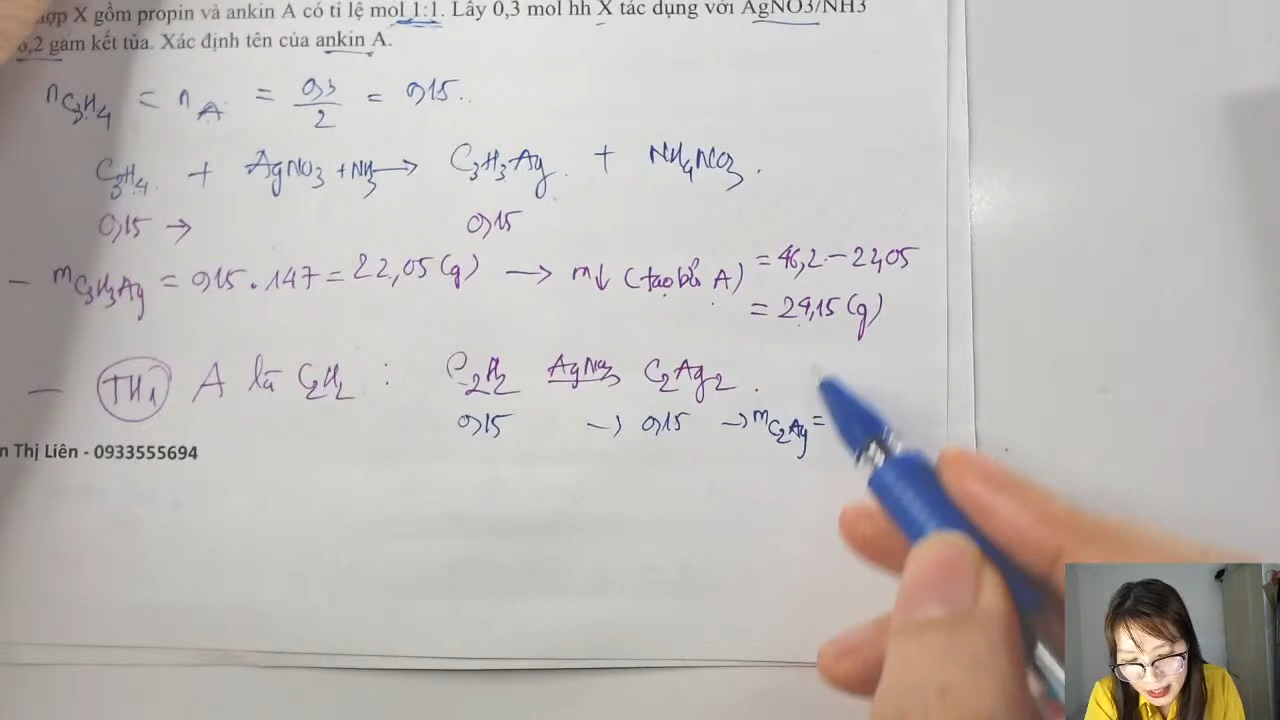 hợp X gồm propin và ankin A có tỉ lệ mol 1:1. Lấy 0,3 mol hh X tác dụng với AgNO3/NH3
6,2 gam kết tủa. Xác định tên của ankin A.
nC3H4 = nA = 0,3/2 = 0,15.
C3H4 + AgNO3 + NH3 → C3H3Ag + NH4NO3.
0,15 → 0,15
- mC3H3Ag = 0,15 . 147 = 22,05 (g) → m↓ (tạo bởi A) = 46,2 - 22,05
= 24,15 (g)
- TH1 A là C2H2 : C2H2 AgNO3 C2Ag2 .
0,15 → 0,15 → mC2Ag =
n Thị Liên - 0933555694